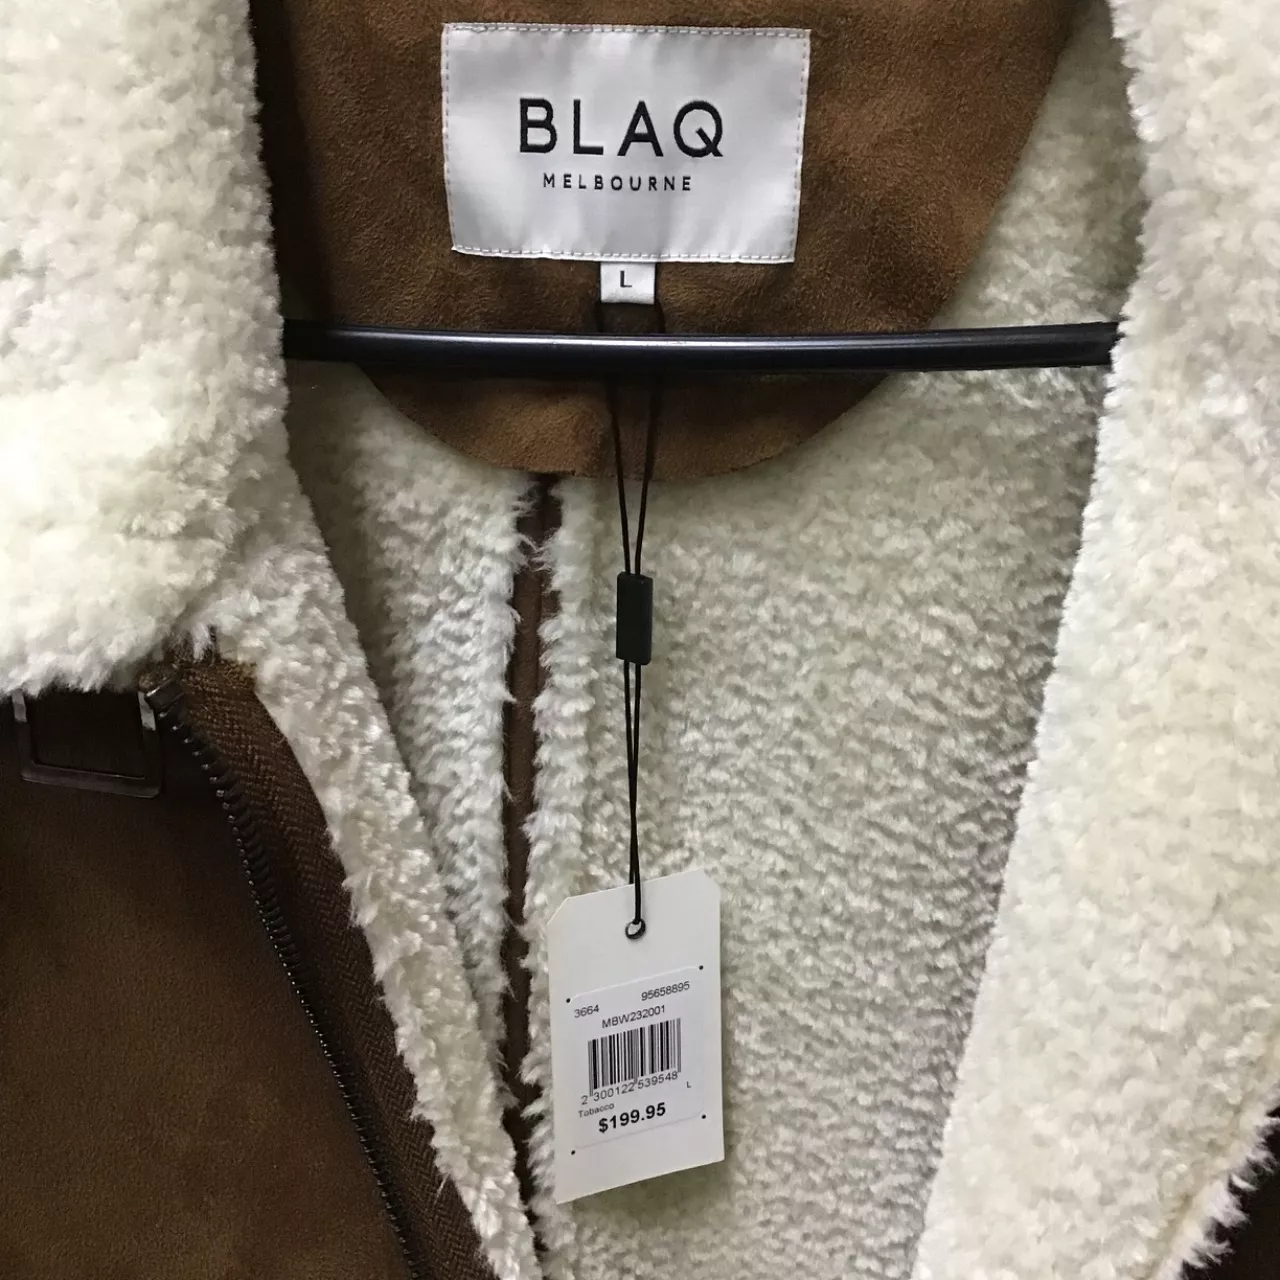 BLAQ
MELBOURNE
L
3664 95658895
MBW232001
2 300122 539548 L
Tobacco
$199.95